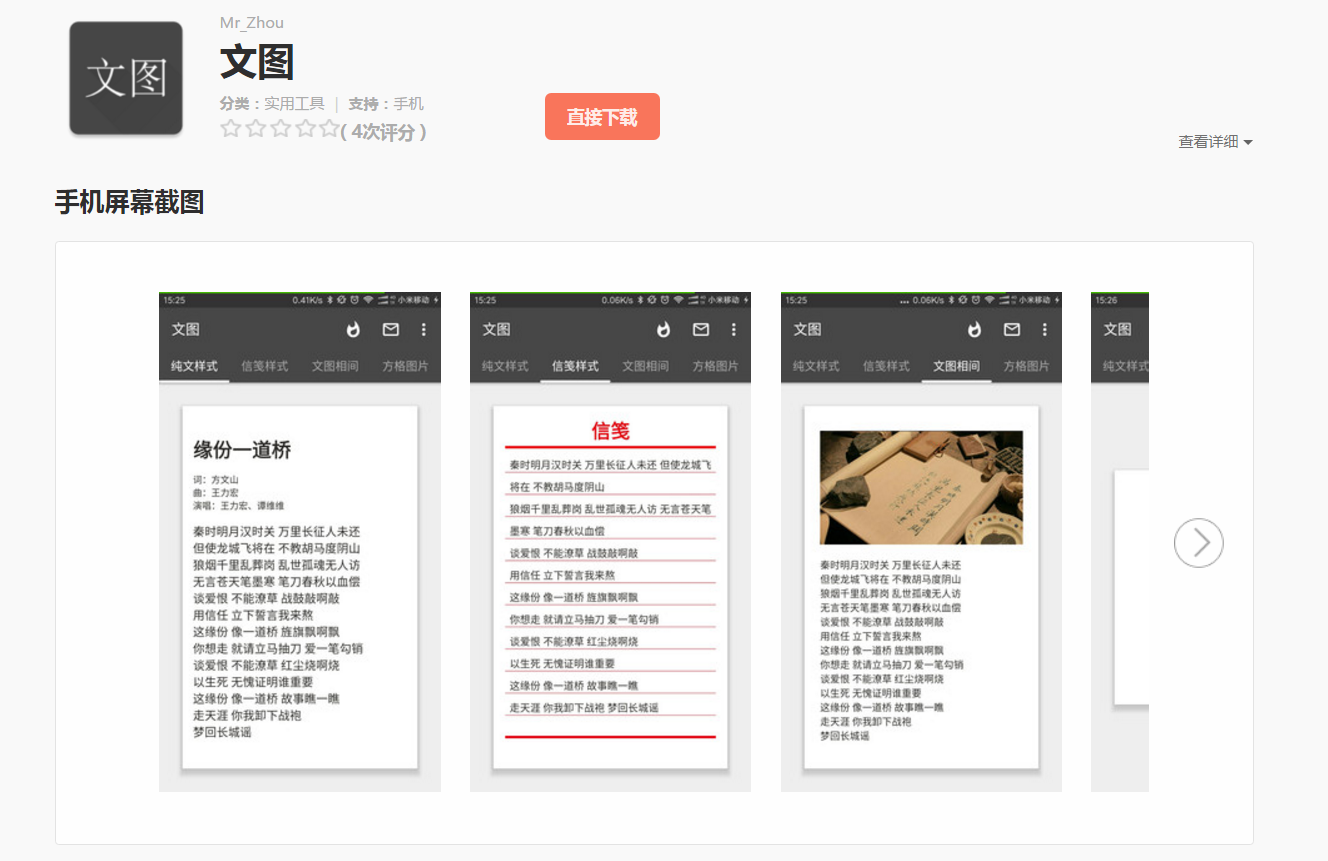 文图
Mr_Zhou
文图
分类：实用工具 | 支持：手机
( 4次评分 )
直接下载
查看详细
手机屏幕截图
15:25 0.41K/s 小米移动
文图
纯文样式 信笺样式 文图相间 方格图片
缘份一道桥
词：方文山
曲：王力宏
演唱：王力宏、谭维维
秦时明月汉时关 万里长征人未还
但使龙城飞将在 不教胡马度阴山
狼烟千里乱葬岗 乱世孤魂无人访
无言苍天笔墨寒 笔刀春秋以血偿
谈爱恨 不能潦草 战鼓敲啊敲
用信任 立下誓言我来熬
这缘份 像一道桥 旌旗飘啊飘
你想走 就请立马抽刀 爱一笔勾销
谈爱恨 不能潦草 红尘烧啊烧
以生死 无愧证明谁重要
这缘份 像一道桥 故事瞧一瞧
走天涯 你我卸下战袍
梦回长城谣
15:25 0.06K/s 小米移动
文图
纯文样式 信笺样式 文图相间 方格图片
信笺
秦时明月汉时关 万里长征人未还 但使龙城飞
将在 不教胡马度阴山
狼烟千里乱葬岗 乱世孤魂无人访 无言苍天笔
墨寒 笔刀春秋以血偿
谈爱恨 不能潦草 战鼓敲啊敲
用信任 立下誓言我来熬
这缘份 像一道桥 旌旗飘啊飘
你想走 就请立马抽刀 爱一笔勾销
谈爱恨 不能潦草 红尘烧啊烧
以生死 无愧证明谁重要
这缘份 像一道桥 故事瞧一瞧
走天涯 你我卸下战袍 梦回长城谣
15:25 ... 0.06K/s 小米移动
文图
纯文样式 信笺样式 文图相间 方格图片
秦时明月汉时关 万里长征人未还
但使龙城飞将在 不教胡马度阴山
狼烟千里乱葬岗 乱世孤魂无人访
无言苍天笔墨寒 笔刀春秋以血偿
谈爱恨 不能潦草 战鼓敲啊敲
用信任 立下誓言我来熬
这缘份 像一道桥 旌旗飘啊飘
你想走 就请立马抽刀 爱一笔勾销
谈爱恨 不能潦草 红尘烧啊烧
以生死 无愧证明谁重要
这缘份 像一道桥 故事瞧一瞧
走天涯 你我卸下战袍
梦回长城谣
15:26
文图
纯文样式